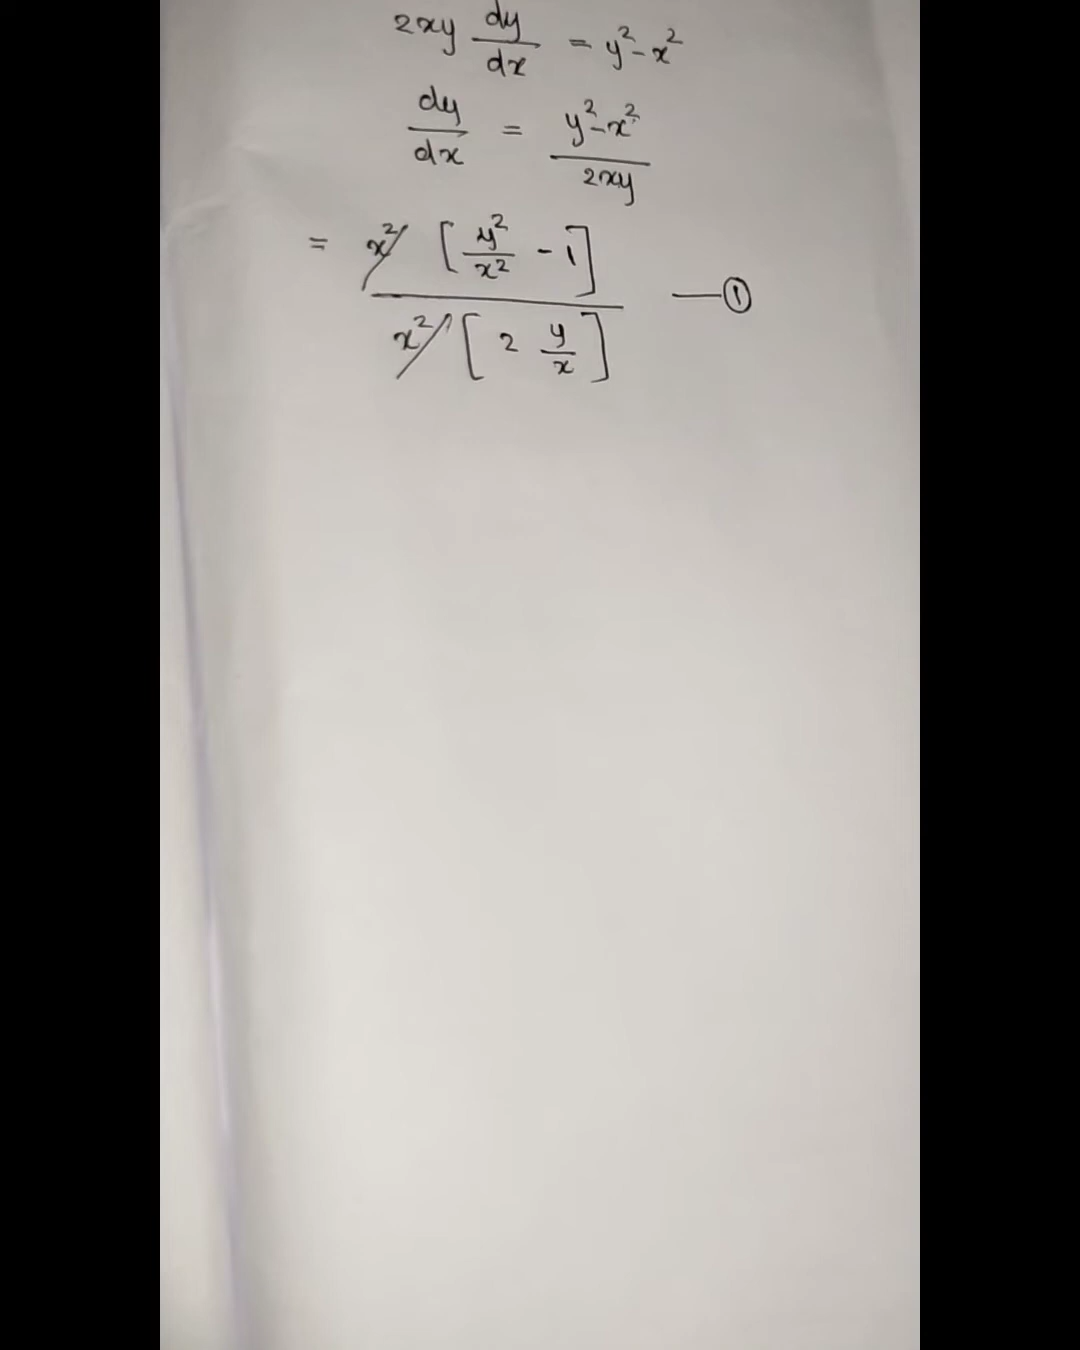 2xy dy/dx = y² - x²
dy/dx = y² - x² / 2xy
= x² [y²/x² - 1] / x² [2 y/x] — ①